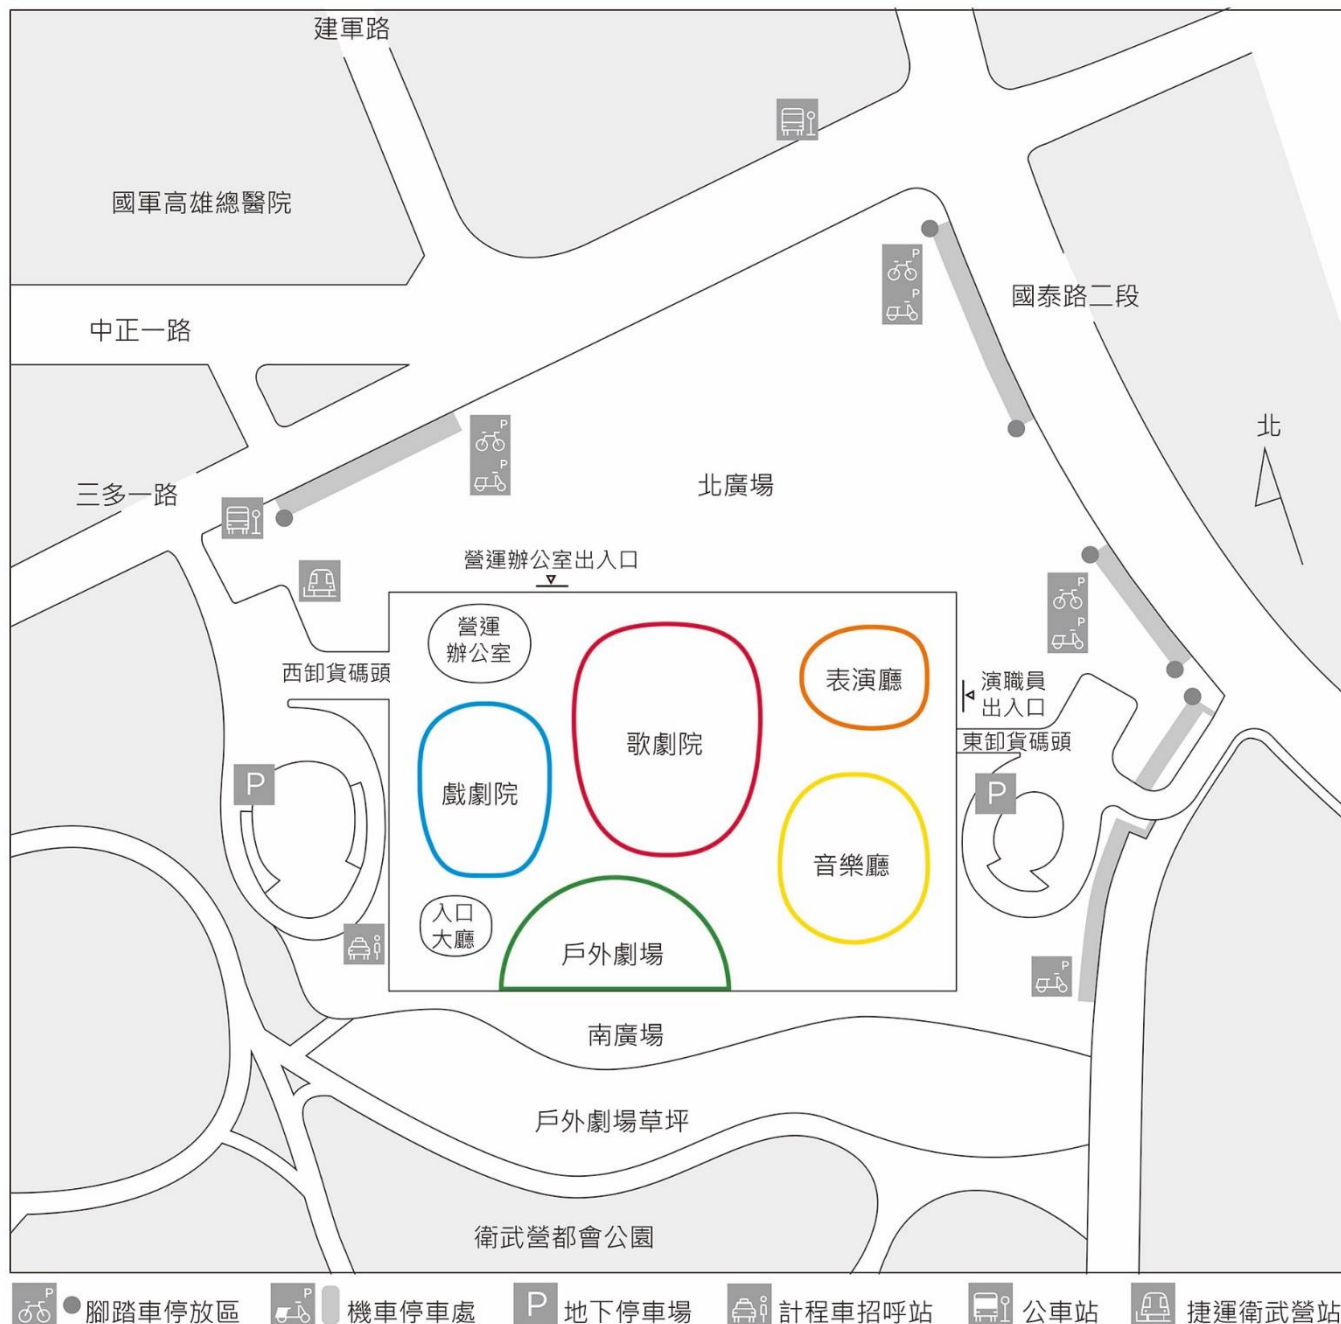 建軍路
國軍高雄總醫院
國泰路二段
中正一路
北
三多一路
北廣場
營運辦公室出入口
營運
辦公室
西卸貨碼頭
表演廳
演職員
出入口
歌劇院
東卸貨碼頭
戲劇院
P
P
音樂廳
入口
大廳
戶外劇場
南廣場
戶外劇場草坪
衛武營都會公園
P
P
P
P
P
P
P
P 腳踏車停放區
P 機車停車處
P 地下停車場
計程車招呼站
公車站
捷運衛武營站